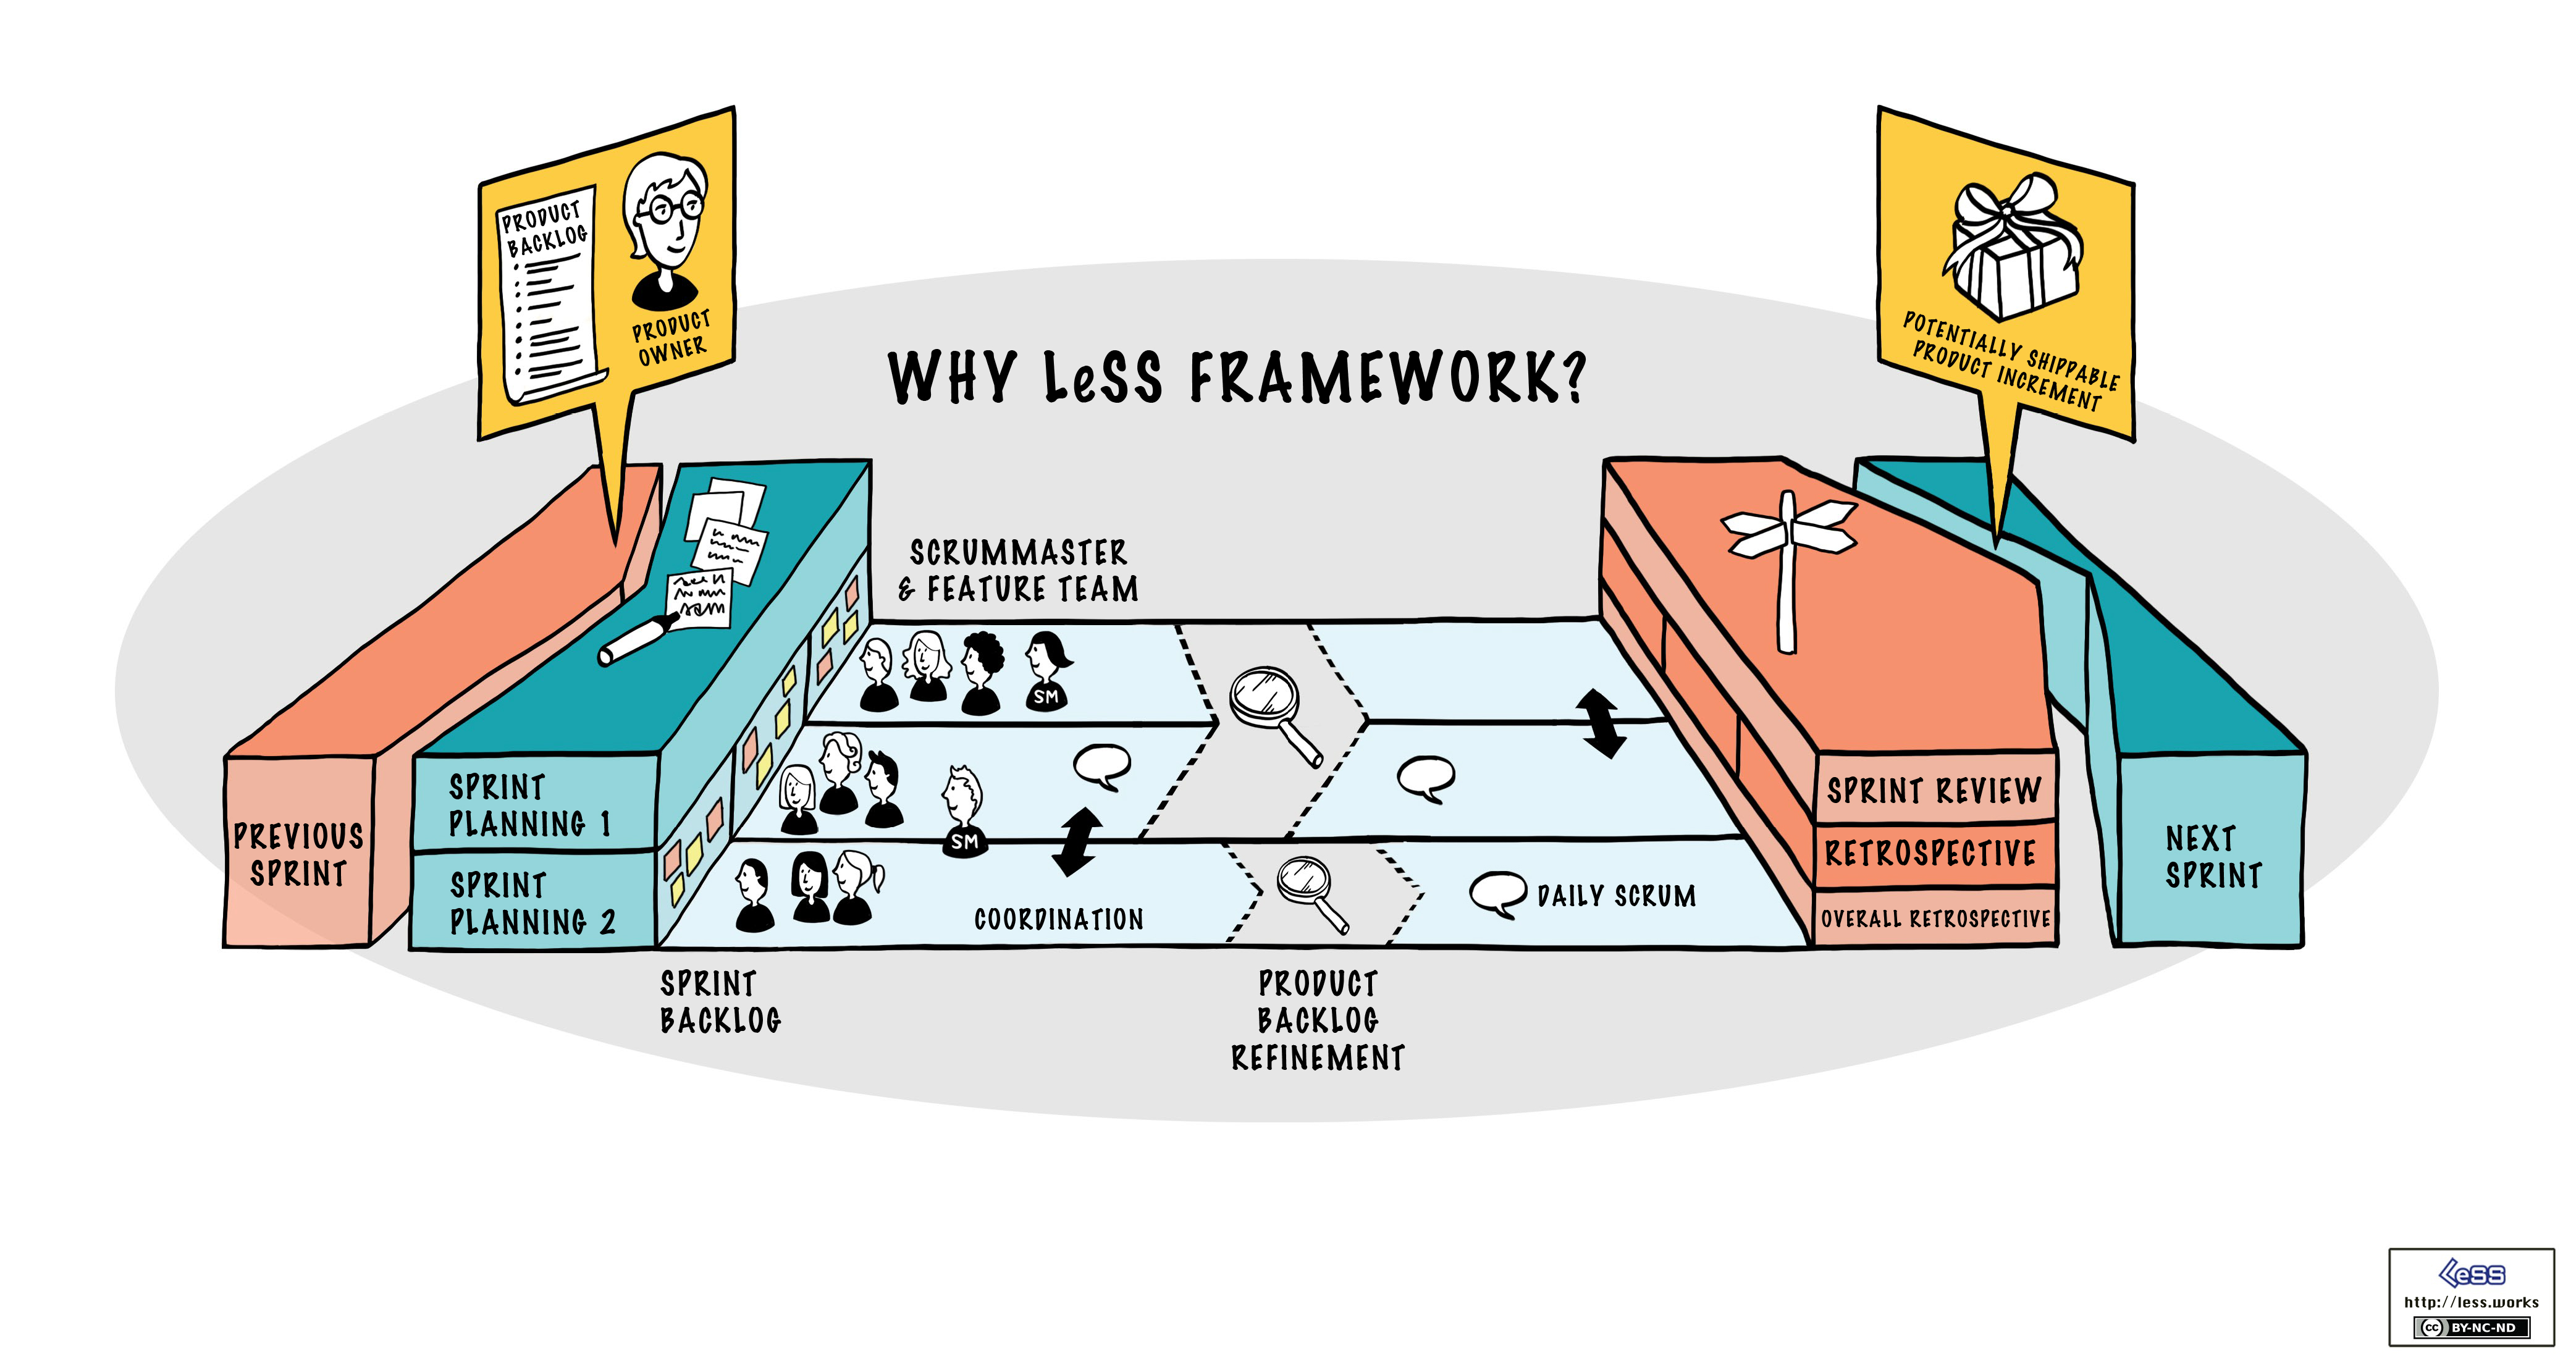 PRODUCT
BACKLOG
PRODUCT
OWNER
POTENTIALLY SHIPPABLE
PRODUCT INCREMENT
WHY LeSS FRAMEWORK?
SCRUMMASTER
& FEATURE TEAM
SM
SM
PREVIOUS
SPRINT
SPRINT
PLANNING 1
SPRINT
PLANNING 2
COORDINATION
DAILY SCRUM
SPRINT REVIEW
RETROSPECTIVE
OVERALL RETROSPECTIVE
NEXT
SPRINT
SPRINT
BACKLOG
PRODUCT
BACKLOG
REFINEMENT
LeSS
http://less.works
cc BY-NC-ND